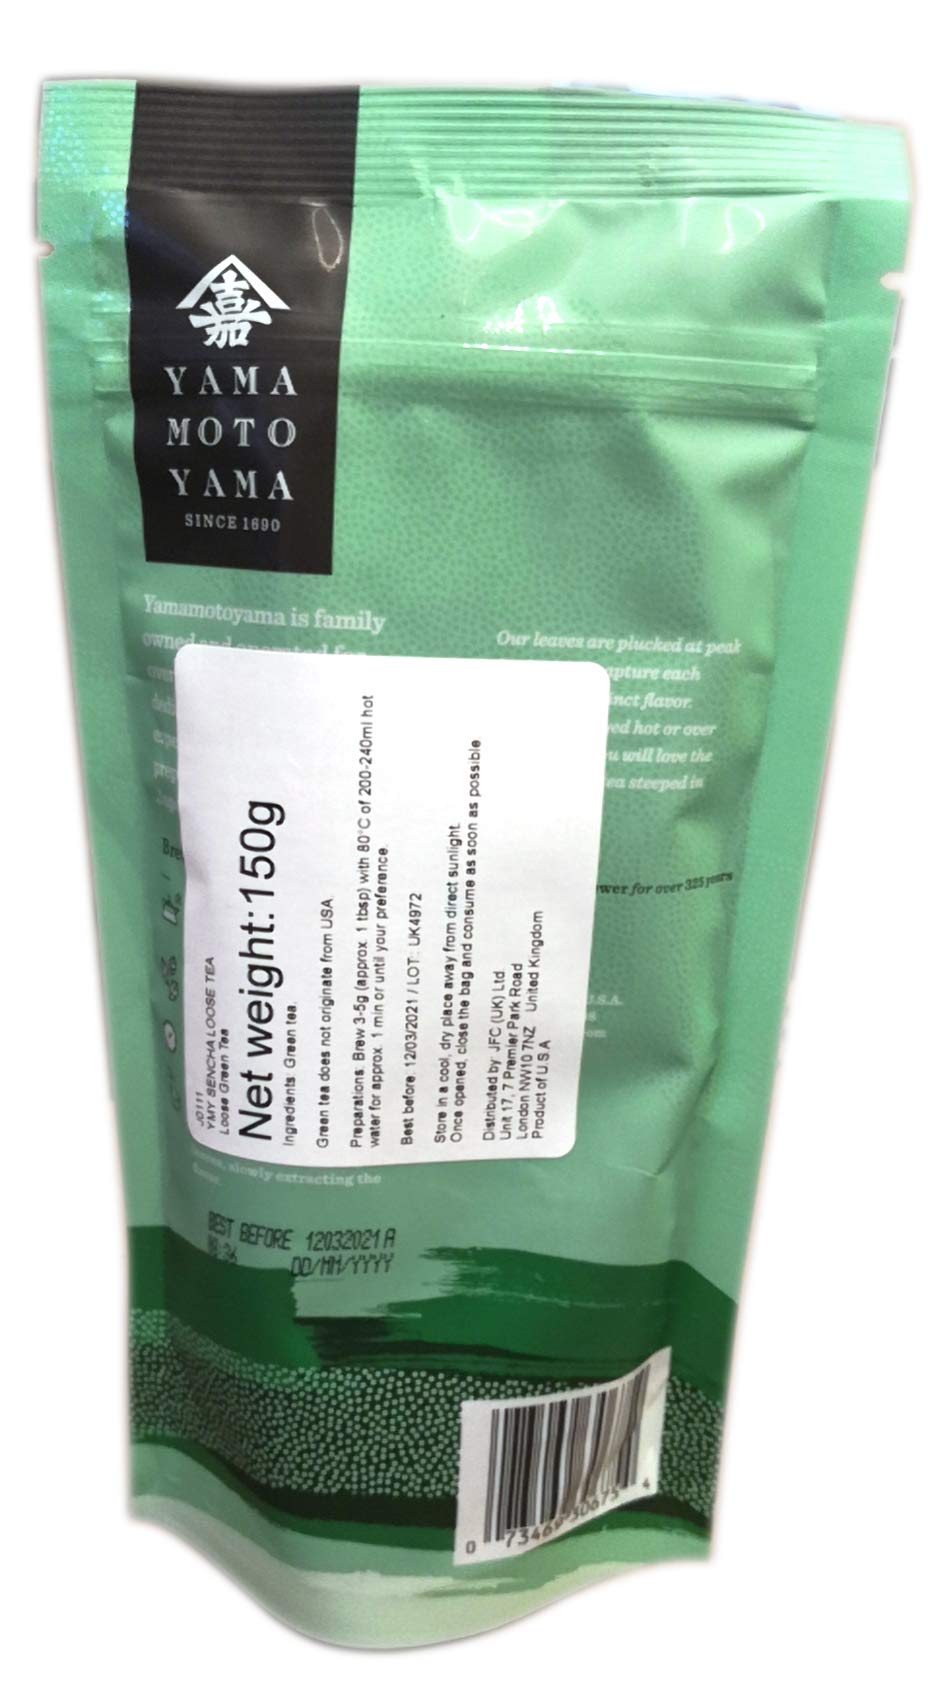 嘉
YAMA
MOTO
YAMA
SINCE 1690
Yamamotoyama is family
owned and operated for
Our leaves are plucked at peak
capture each
distinct flavor.
hot or over
will love the
tea steeped in
for over 325 years
U.S.A.
J0111
YMY SENCHA LOOSE TEA
Loose Green Tea
Net weight:150g
Ingredients: Green tea.
Green tea does not originate from USA.
Preparations: Brew 3-5g (approx. 1 tbsp) with 80°C of 200-240ml hot
water for approx. 1 min or until your preference.
Best before: 12/03/2021 / LOT: UK4972
Store in a cool, dry place away from direct sunlight.
Once opened, close the bag and consume as soon as possible
Distributed by: JFC (UK) Ltd.
Unit 17, 7 Premier Park Road
London NW10 7NZ United Kingdom
Product of U.S.A
slowly extracting the
BEST BEFORE 12032021 A
DD/MM/YYYY
0 73469 30675 4